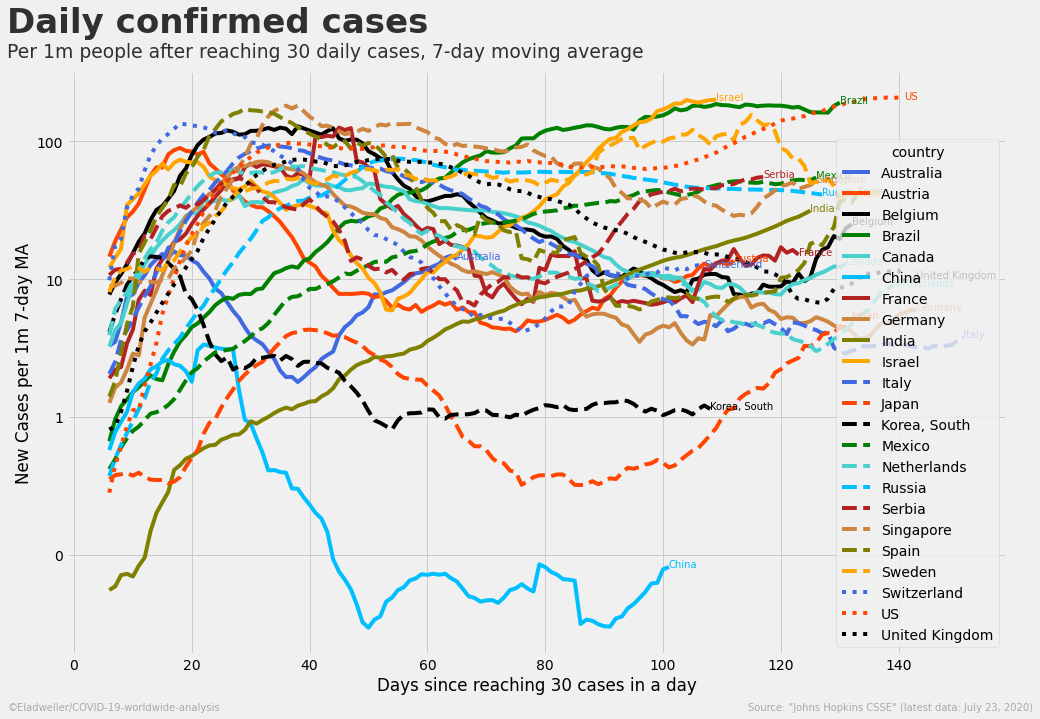 Daily confirmed cases
Per 1m people after reaching 30 daily cases, 7-day moving average
New Cases per 1m 7-day MA
100
10
1
0
0
20
40
60
80
100
120
140
Days since reaching 30 cases in a day
Israel
Brazil
US
Serbia
Mex
India
Belgium
Australia
Austria
Switzerland
France
United Kingdom
Germany
Japan
Italy
Korea, South
China
country
Australia
Austria
Belgium
Brazil
Canada
China
France
Germany
India
Israel
Italy
Japan
Korea, South
Mexico
Netherlands
Russia
Serbia
Singapore
Spain
Sweden
Switzerland
US
United Kingdom
©Eladweller/COVID-19-worldwide-analysis
Source: "Johns Hopkins CSSE" (latest data: July 23, 2020)